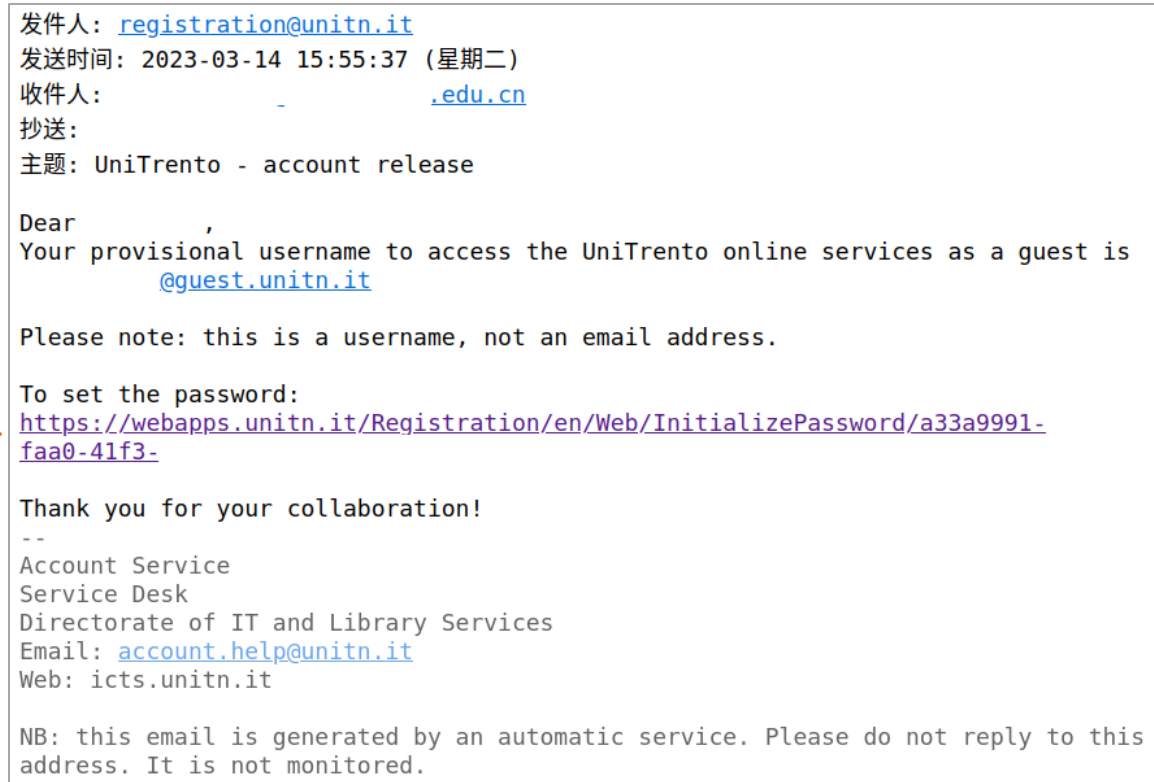 发件人: registration@unitn.it
发送时间: 2023-03-14 15:55:37 (星期二)
收件人: _ .edu.cn
抄送:
主题: UniTrento - account release
Dear ,
Your provisional username to access the UniTrento online services as a guest is
@guest.unitn.it
Please note: this is a username, not an email address.
To set the password:
https://webapps.unitn.it/Registration/en/Web/InitializePassword/a33a9991-
faa0-41f3-
Thank you for your collaboration!
--
Account Service
Service Desk
Directorate of IT and Library Services
Email: account.help@unitn.it
Web: icts.unitn.it
NB: this email is generated by an automatic service. Please do not reply to this
address. It is not monitored.